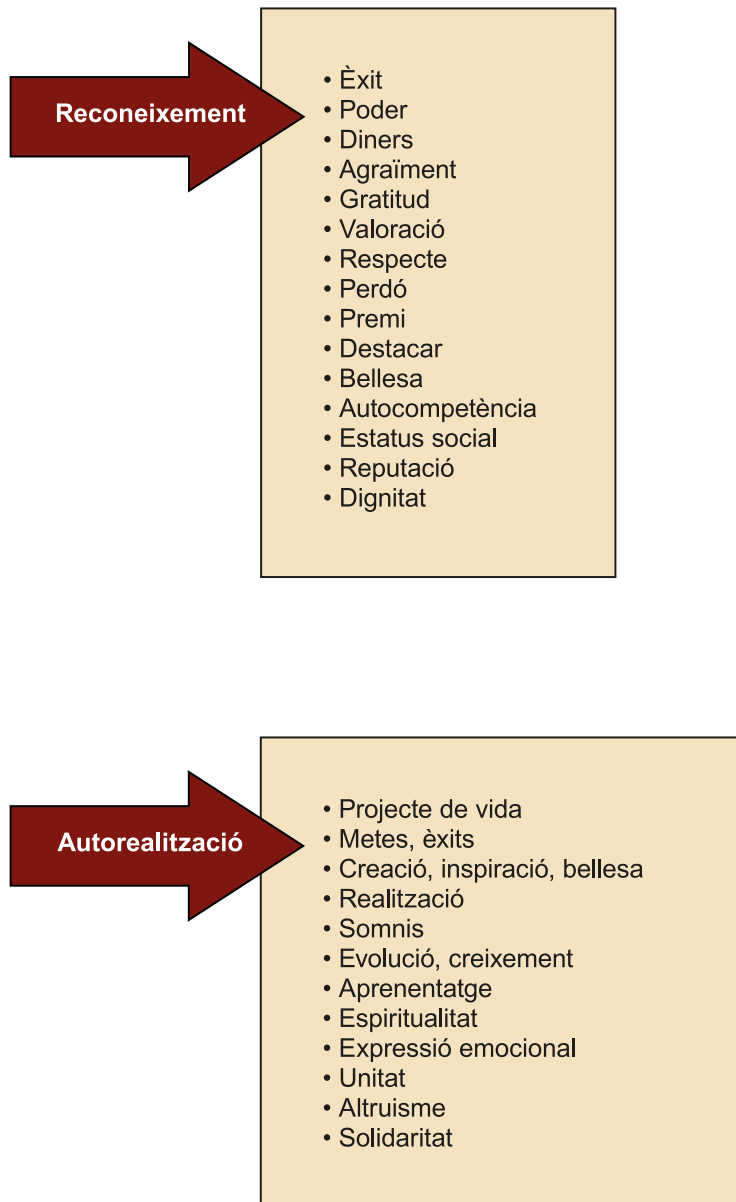 Reconeixement
• Èxit
• Poder
• Diners
• Agraïment
• Gratitud
• Valoració
• Respecte
• Perdó
• Premi
• Destacar
• Bellesa
• Autocompetència
• Estatus social
• Reputació
• Dignitat
Autorealització
• Projecte de vida
• Metes, èxits
• Creació, inspiració, bellesa
• Realització
• Somnis
• Evolució, creixement
• Aprenentatge
• Espiritualitat
• Expressió emocional
• Unitat
• Altruisme
• Solidaritat